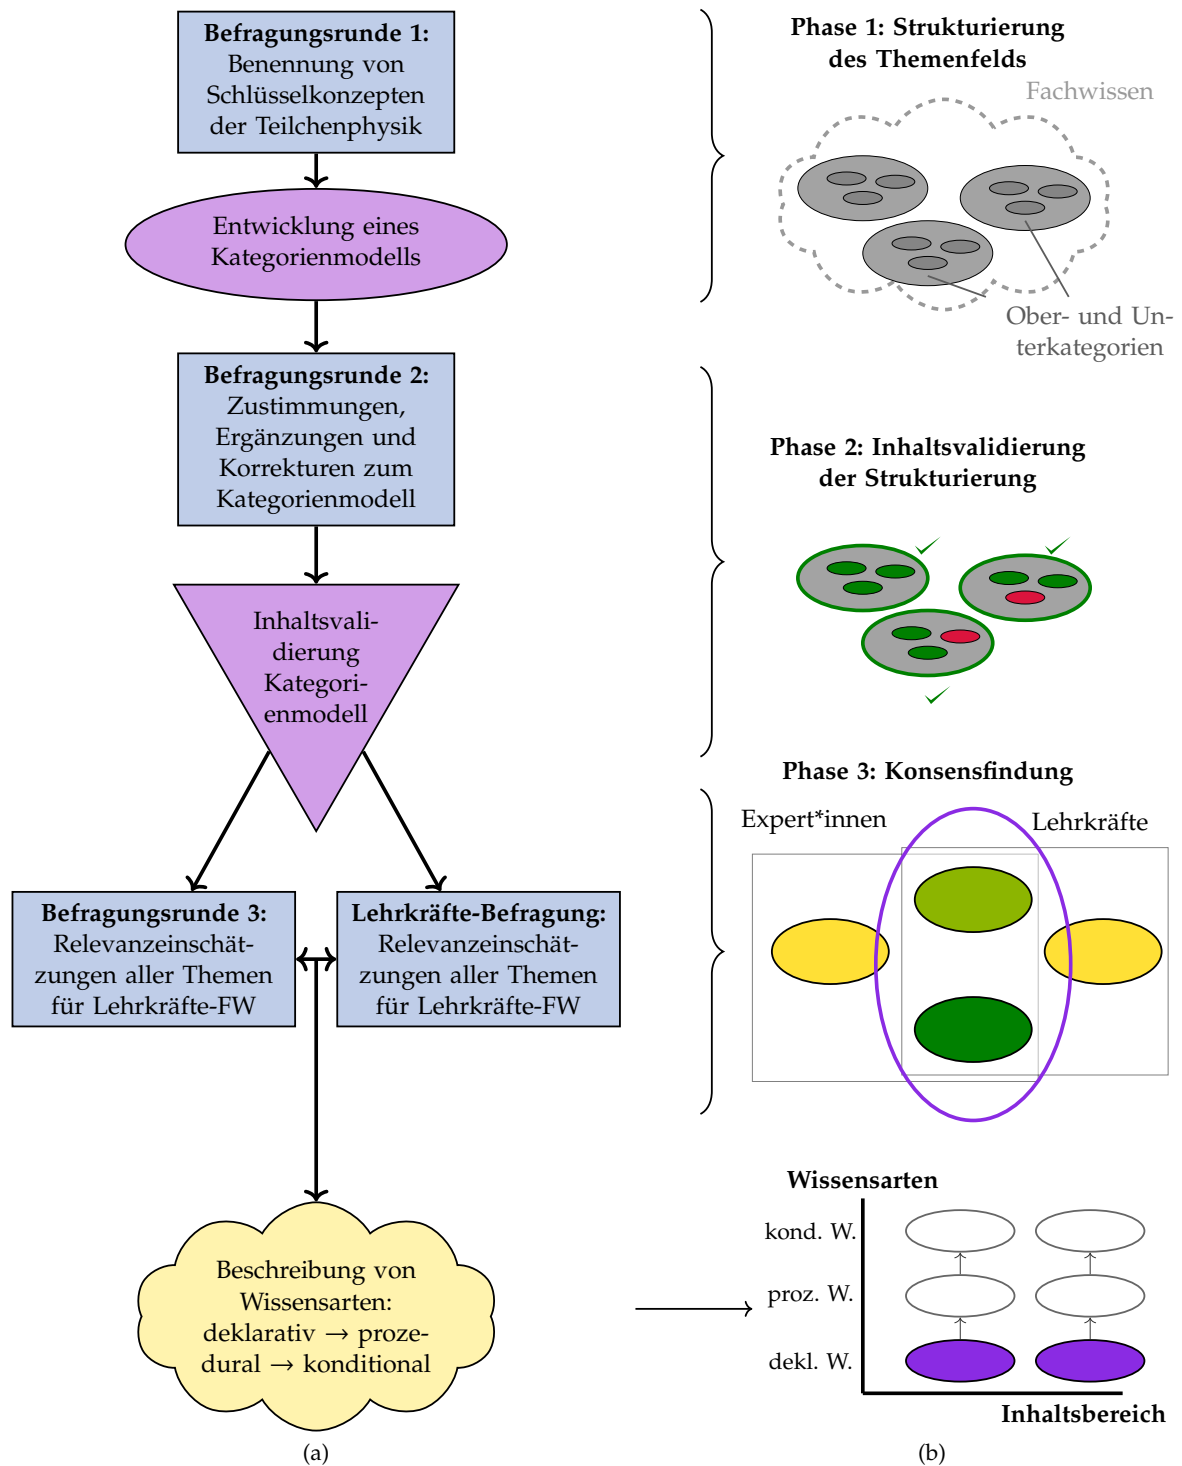 Befragungsrunde 1:
Benennung von
Schlüsselkonzepten
der Teilchenphysik
Entwicklung eines
Kategorienmodells
Befragungsrunde 2:
Zustimmungen,
Ergänzungen und
Korrekturen zum
Kategorienmodell
Inhaltsvali-
dierung
Kategori-
enmodell
Befragungsrunde 3:
Relevanzeinschät-
zungen aller Themen
für Lehrkräfte-FW
Lehrkräfte-Befragung:
Relevanzeinschät-
zungen aller Themen
für Lehrkräfte-FW
Beschreibung von
Wissensarten:
deklarativ → proze-
dural → konditional
(a)
Phase 1: Strukturierung
des Themenfelds
Fachwissen
Ober- und Un-
terkategorien
Phase 2: Inhaltsvalidierung
der Strukturierung
Phase 3: Konsensfindung
Expert*innen
Lehrkräfte
Wissensarten
kond. W.
proz. W.
dekl. W.
Inhaltsbereich
(b)